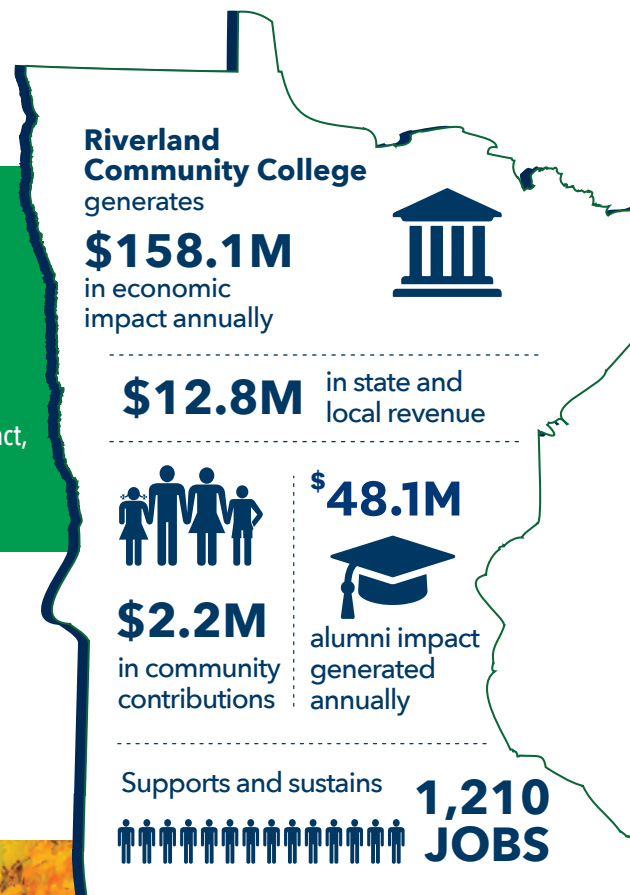 Riverland
Community College
generates
$158.1M
in economic
impact annually
$12.8M
in state and
local revenue
$2.2M
in community
contributions
$48.1M
alumni impact
generated
annually
Supports and sustains
1,210
JOBS